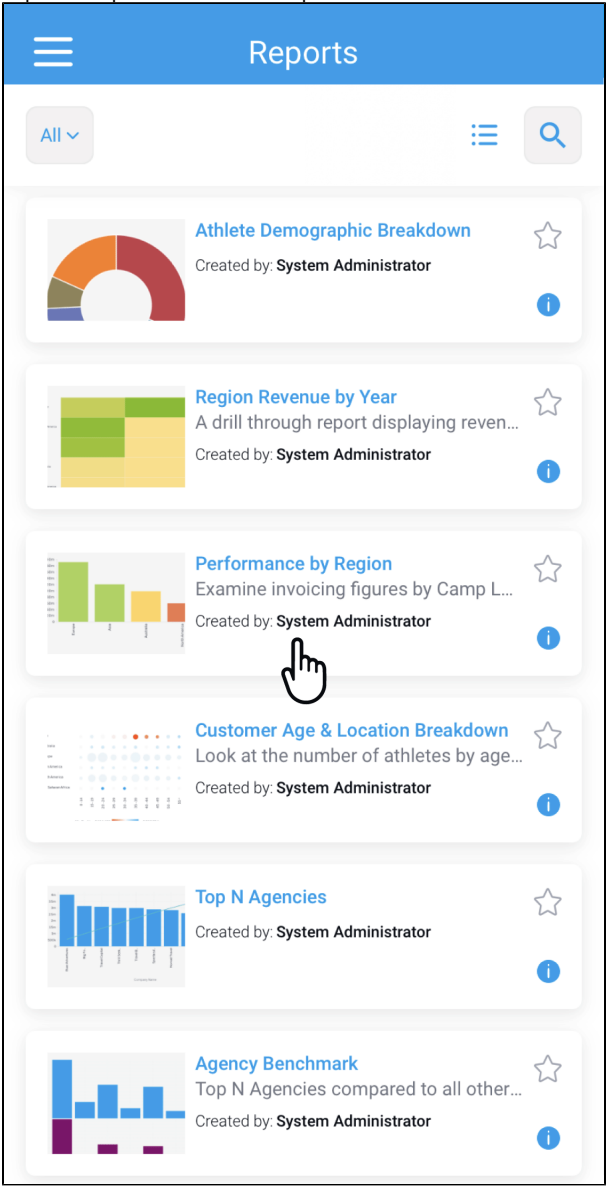 Reports
All
Athlete Demographic Breakdown
Created by: System Administrator
Region Revenue by Year
A drill through report displaying reven...
Created by: System Administrator
Performance by Region
Examine invoicing figures by Camp L...
Created by: System Administrator
Customer Age & Location Breakdown
Look at the number of athletes by age...
Created by: System Administrator
Top N Agencies
Created by: System Administrator
Agency Benchmark
Top N Agencies compared to all other...
Created by: System Administrator